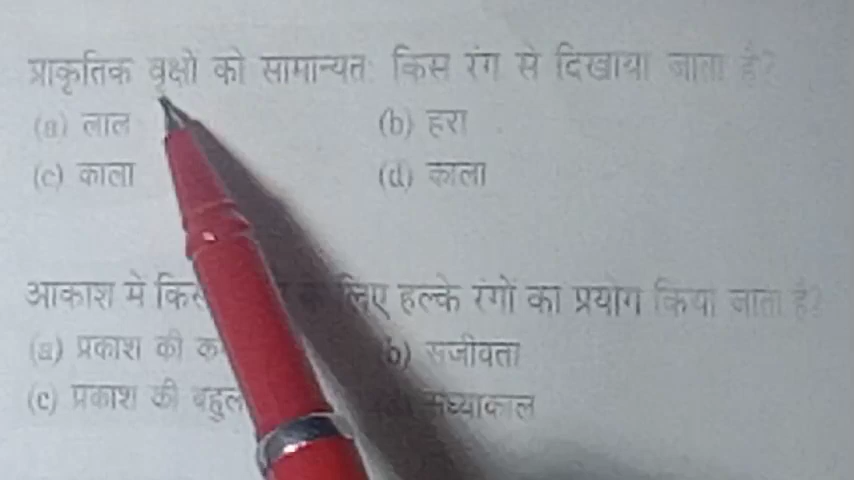 प्राकृतिक वृक्षों को सामान्यतः किस रंग से दिखाया जाता है?
(a) लाल (b) हरा
(c) काला (d) काला
आकाश में लिए हल्के रंगों का प्रयोग किया जाता है?
(a) प्रकाश की (b) सजीवता
(c) प्रकाश की (d) संध्याकाल